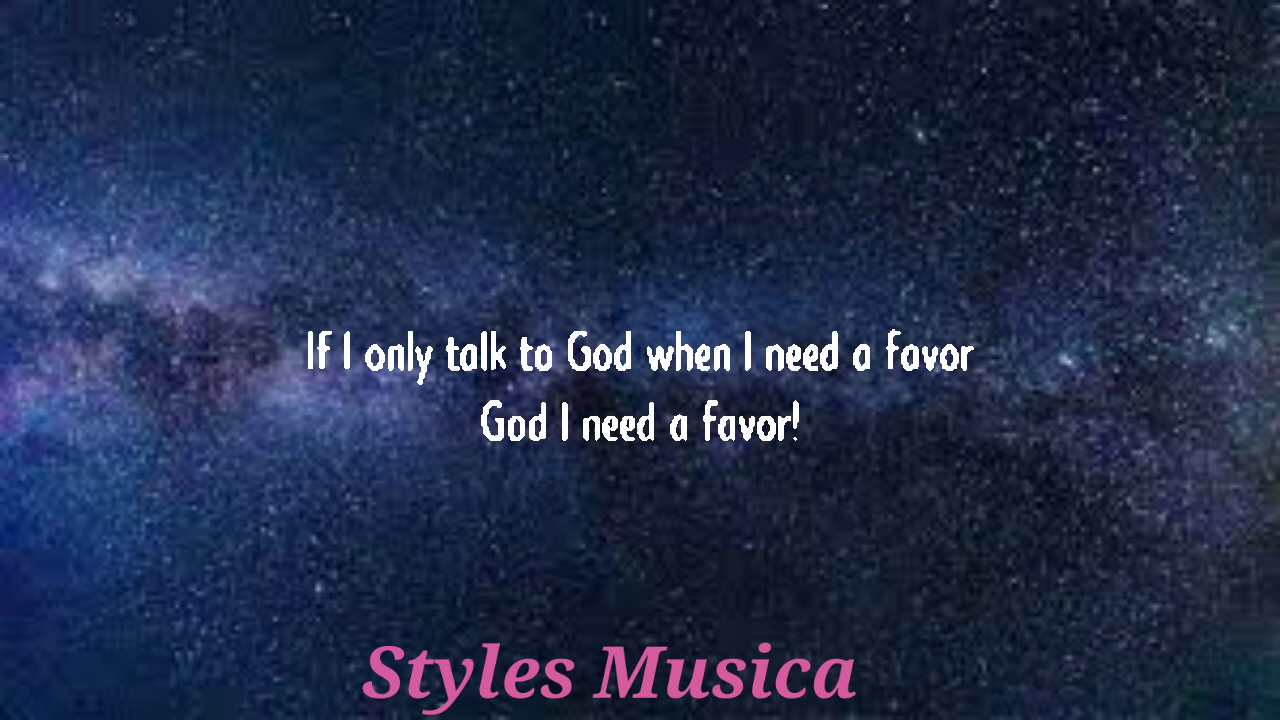 If I only talk to God when I need a favor
God I need a favor!
Styles Musica